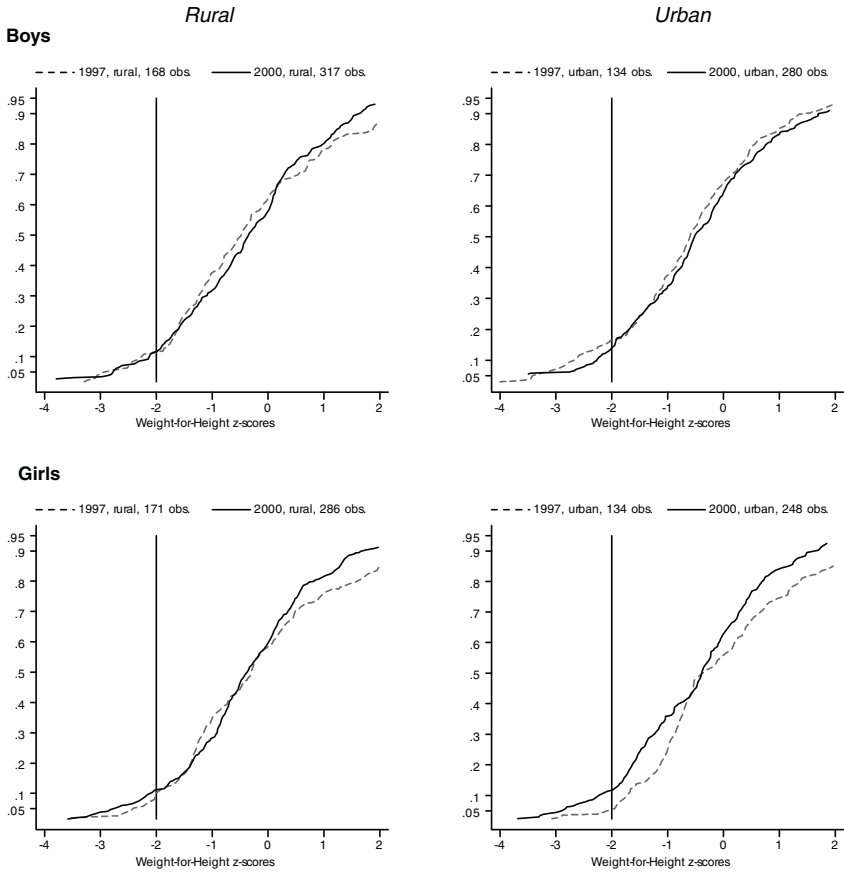 Rural Urban
Boys
1997, rural, 168 obs. 2000, rural, 317 obs.
.95
.9
.8
.7
.6
.5
.4
.3
.2
.1
.05
-4 -3 -2 -1 0 1 2
Weight-for-Height z-scores
1997, urban, 134 obs. 2000, urban, 280 obs.
.95
.9
.8
.7
.6
.5
.4
.3
.2
.1
.05
-4 -3 -2 -1 0 1 2
Weight-for-Height z-scores
Girls
1997, rural, 171 obs. 2000, rural, 286 obs.
.95
.9
.8
.7
.6
.5
.4
.3
.2
.1
.05
-4 -3 -2 -1 0 1 2
Weight-for-Height z-scores
1997, urban, 134 obs. 2000, urban, 248 obs.
.95
.9
.8
.7
.6
.5
.4
.3
.2
.1
.05
-4 -3 -2 -1 0 1 2
Weight-for-Height z-scores